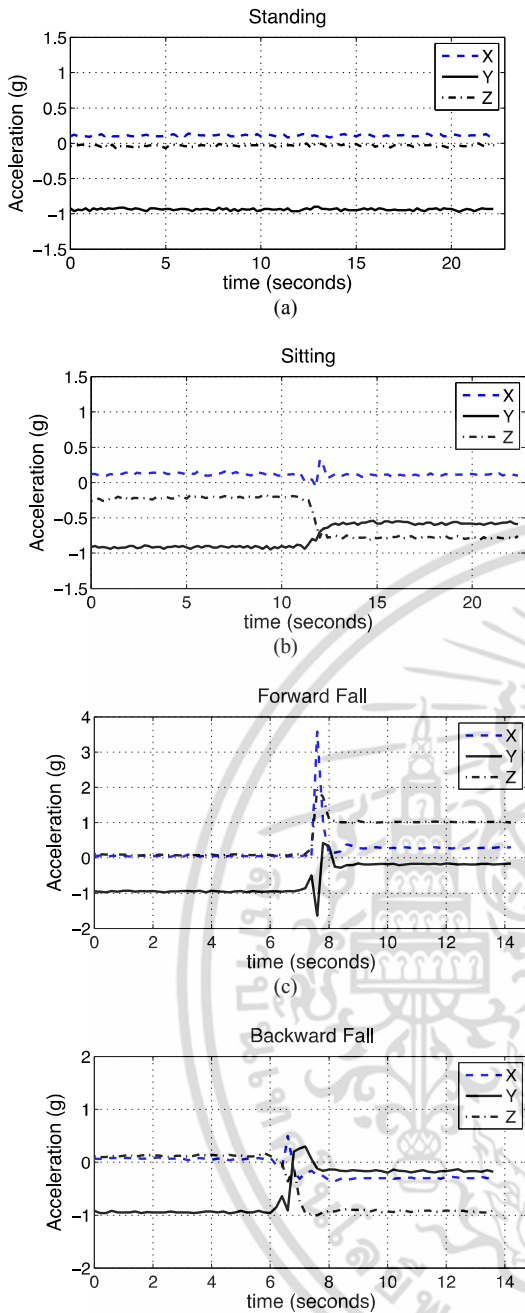 Standing
1.5
1
0.5
0
−0.5
−1
−1.5
Acceleration (g)
X
Y
Z
0 5 10 15 20
time (seconds)
(a)
Sitting
1.5
1
0.5
0
−0.5
−1
−1.5
Acceleration (g)
X
Y
Z
0 5 10 15 20
time (seconds)
(b)
Forward Fall
4
3
2
1
0
−1
−2
Acceleration (g)
X
Y
Z
0 2 4 6 8 10 12 14
time (seconds)
(c)
Backward Fall
2
1
0
−1
−2
Acceleration (g)
X
Y
Z
0 2 4 6 8 10 12 14